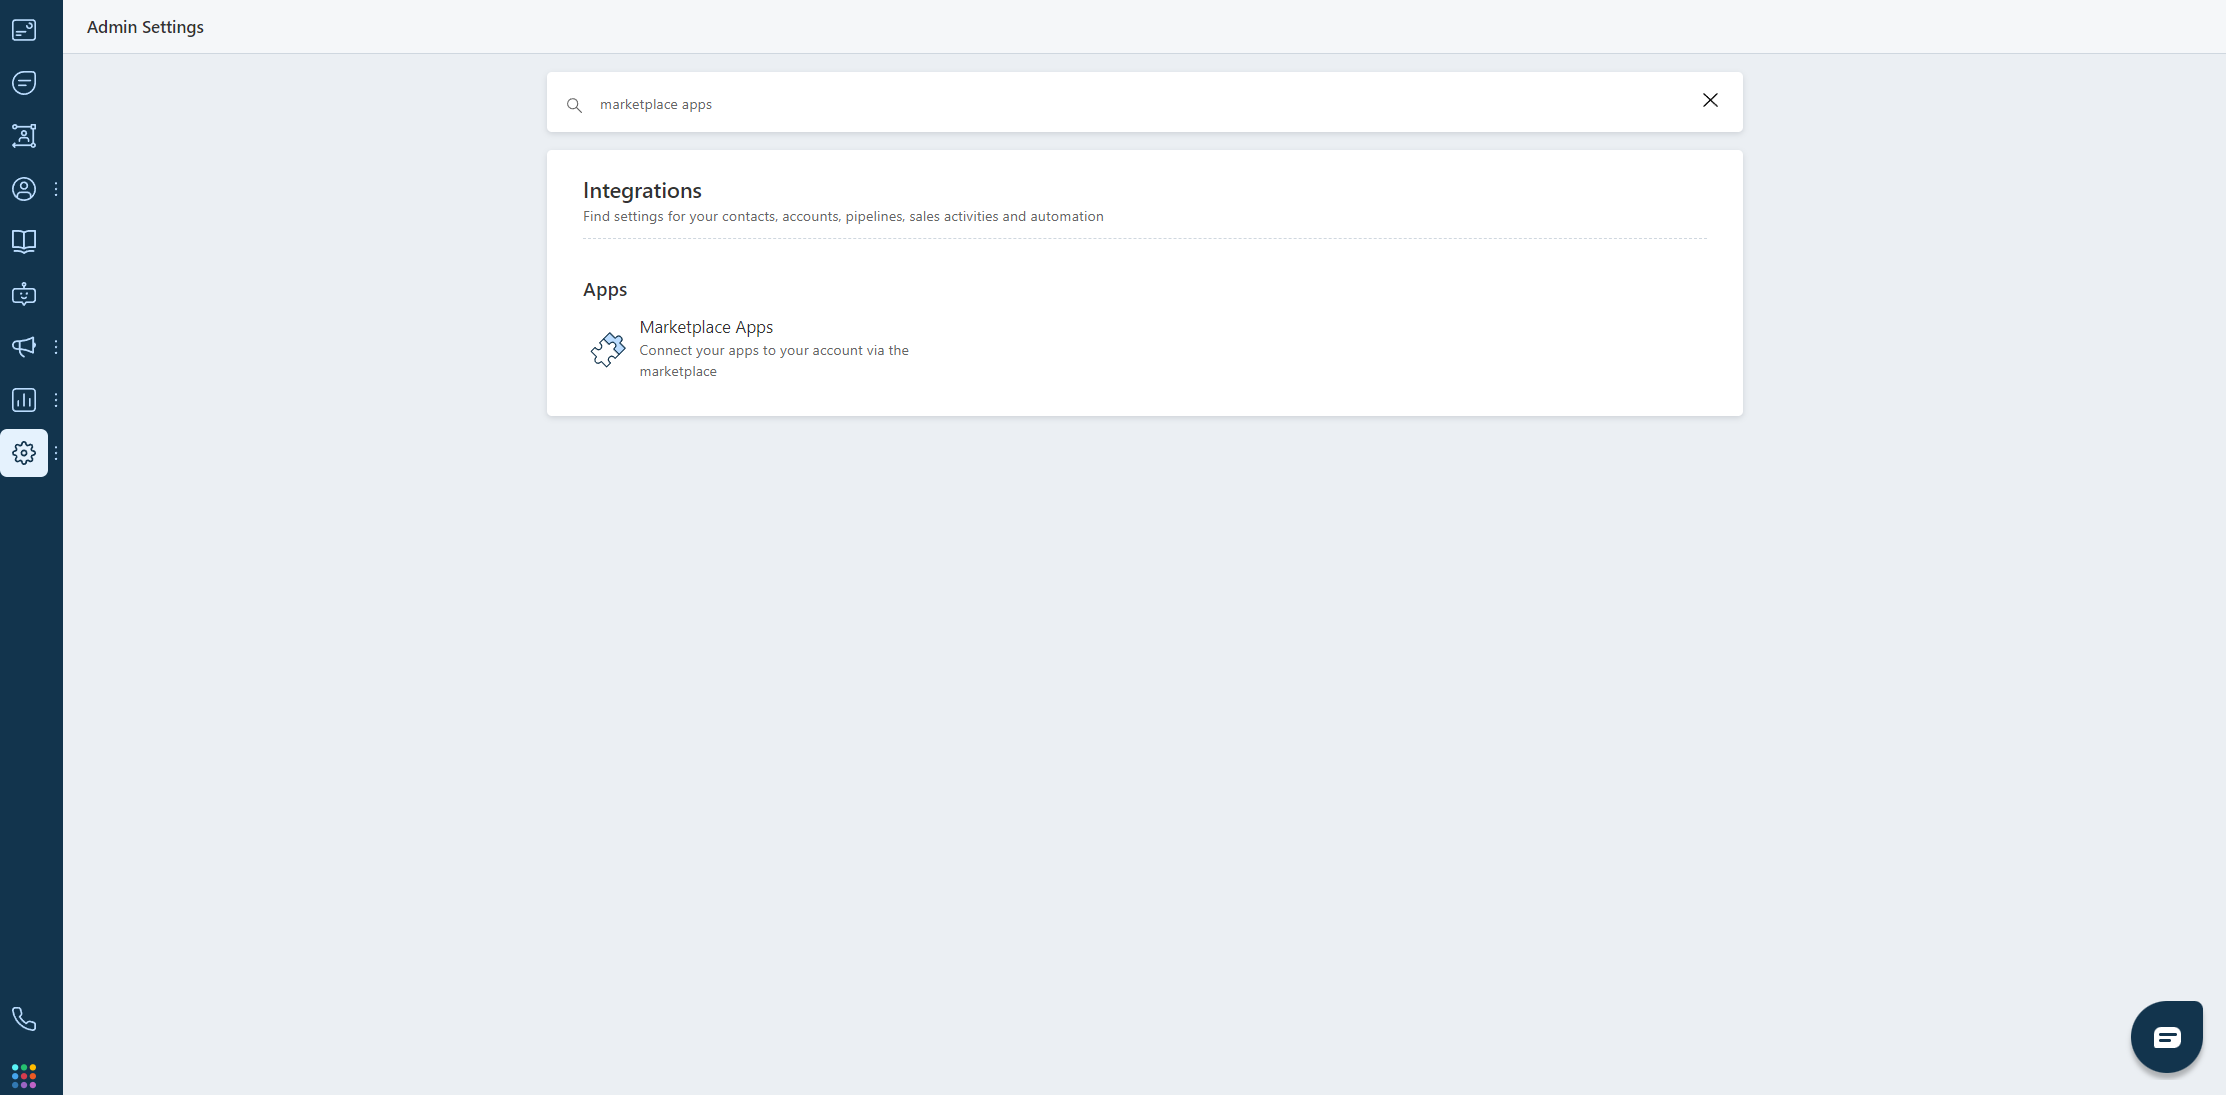 Admin Settings
marketplace apps
Integrations
Find settings for your contacts, accounts, pipelines, sales activities and automation
Apps
Marketplace Apps
Connect your apps to your account via the
marketplace